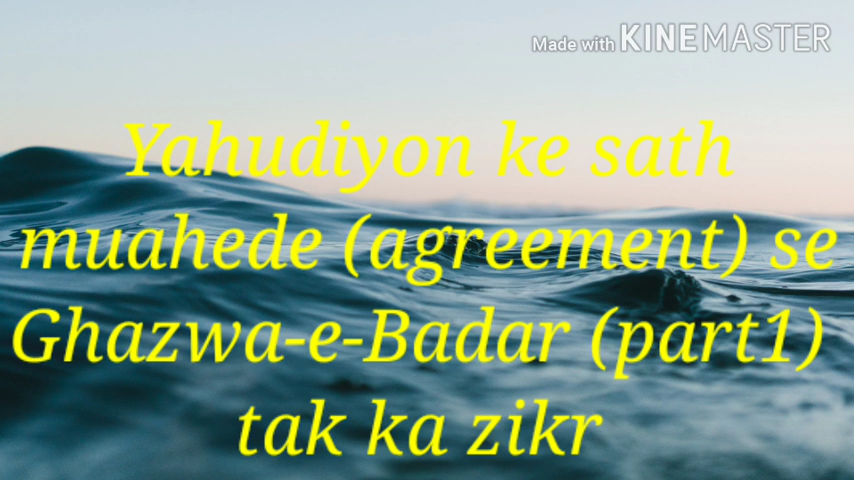 Made with KINEMASTER
Yahudiyon ke sath
muahede (agreement) se
Ghazwa-e-Badar (part1)
tak ka zikr